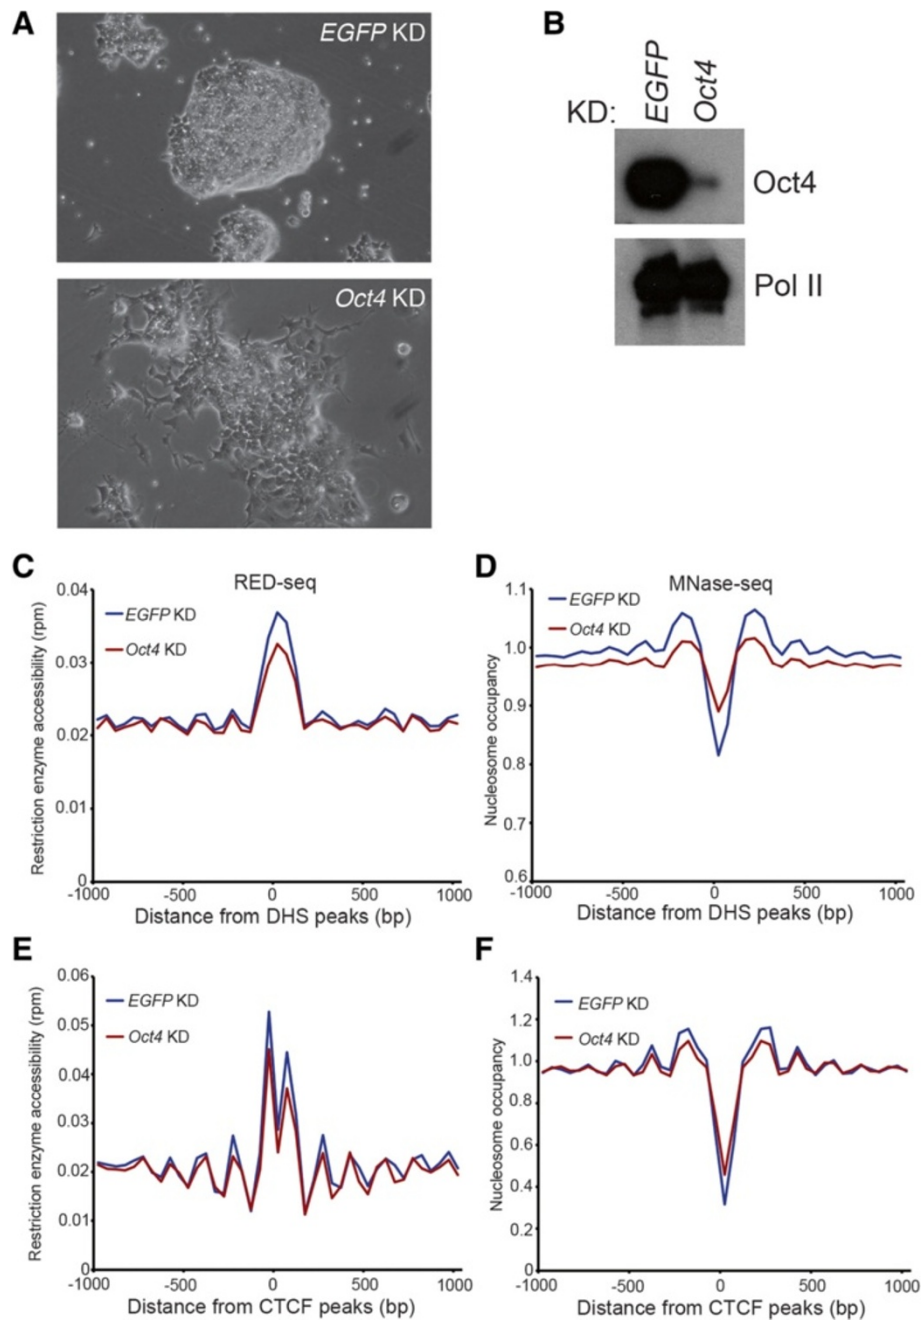 A
EGFP KD
Oct4 KD
B
KD: EGFP Oct4
Oct4
Pol II
C
RED-seq
Restriction enzyme accessibility (rpm)
0.04
0.03
0.02
0.01
0
EGFP KD
Oct4 KD
-1000 -500 0 500 1000
Distance from DHS peaks (bp)
D
MNase-seq
Nucleosome occupancy
1.1
1.0
0.9
0.8
0.7
0.6
EGFP KD
Oct4 KD
-1000 -500 0 500 1000
Distance from DHS peaks (bp)
E
Restriction enzyme accessibility (rpm)
0.06
0.05
0.04
0.03
0.02
0.01
0
EGFP KD
Oct4 KD
-1000 -500 0 500 1000
Distance from CTCF peaks (bp)
F
Nucleosome occupancy
1.4
1.2
1.0
0.8
0.6
0.4
0.2
0
EGFP KD
Oct4 KD
-1000 -500 0 500 1000
Distance from CTCF peaks (bp)